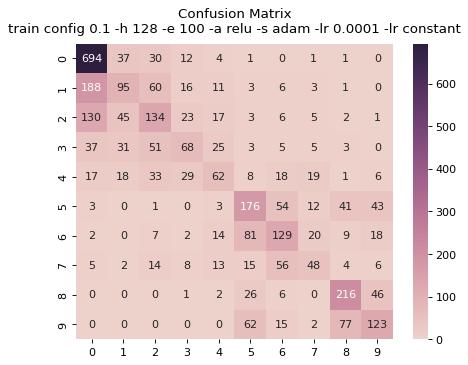 Confusion Matrix
train config 0.1 -h 128 -e 100 -a relu -s adam -lr 0.0001 -lr constant
0 694 37 30 12 4 1 0 1 1 0
1 188 95 60 16 11 3 6 3 1 0
2 130 45 134 23 17 3 6 5 2 1
3 37 31 51 68 25 3 5 5 3 0
4 17 18 33 29 62 8 18 19 1 6
5 3 0 1 0 3 176 54 12 41 43
6 2 0 7 2 14 81 129 20 9 18
7 5 2 14 8 13 15 56 48 4 6
8 0 0 0 1 2 26 6 0 216 46
9 0 0 0 0 0 62 15 2 77 123
0 1 2 3 4 5 6 7 8 9
600
500
400
300
200
100
0